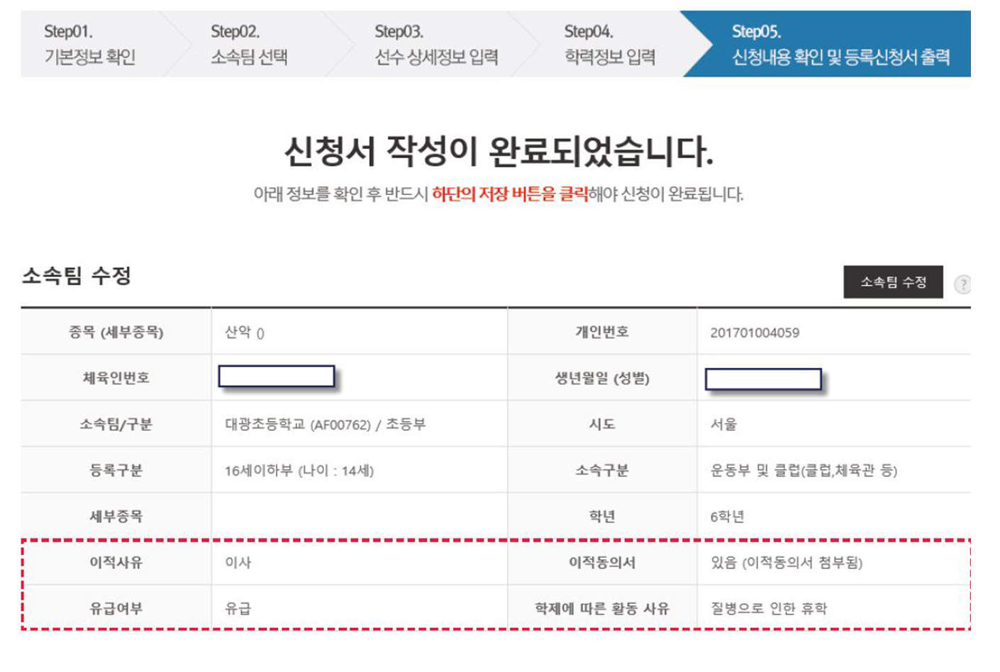 Step01.
기본정보 확인
Step02.
소속팀 선택
Step03.
선수 상세정보 입력
Step04.
학력정보 입력
Step05.
신청내용 확인 및 등록신청서 출력
신청서 작성이 완료되었습니다.
아래 정보를 확인 후 반드시 하단의 저장 버튼을 클릭해야 신청이 완료됩니다.
소속팀 수정
소속팀 수정 ?
종목 (세부종목) 산악 () 개인번호 201701004059
체육인번호 생년월일 (성별)
소속팀/구분 대광초등학교 (AF00762) / 초등부 시도 서울
등록구분 16세이하부 (나이 : 14세) 소속구분 운동부 및 클럽(클럽,체육관 등)
세부종목 학년 6학년
이적사유 이사 이적동의서 있음 (이적동의서 첨부됨)
유급여부 유급 학제에 따른 활동 사유 질병으로 인한 휴학